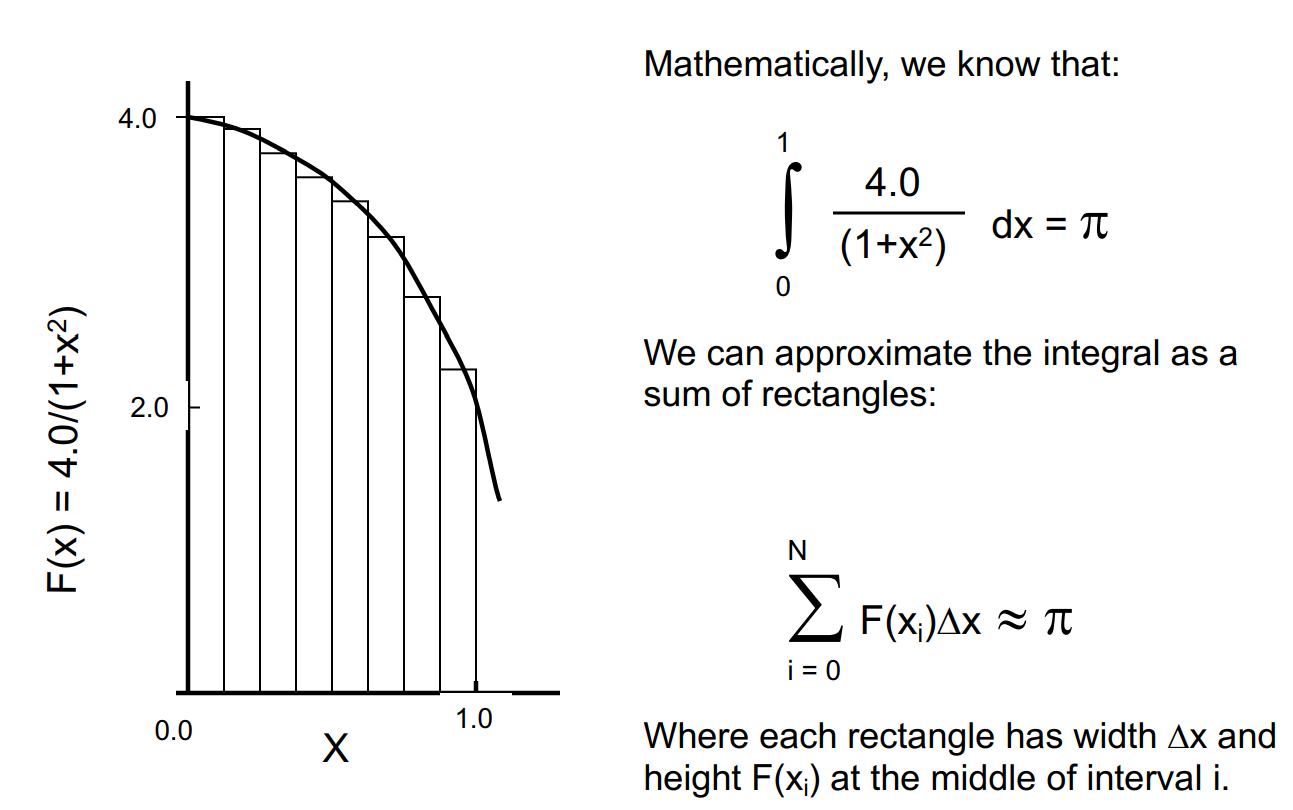 4.0
2.0
F(x) = 4.0/(1+x²)
0.0
1.0
X
Mathematically, we know that:
1
∫
0
4.0
(1+x²)
dx = π
We can approximate the integral as a
sum of rectangles:
N
∑ F(xᵢ)Δx ≈ π
i = 0
Where each rectangle has width Δx and
height F(xᵢ) at the middle of interval i.